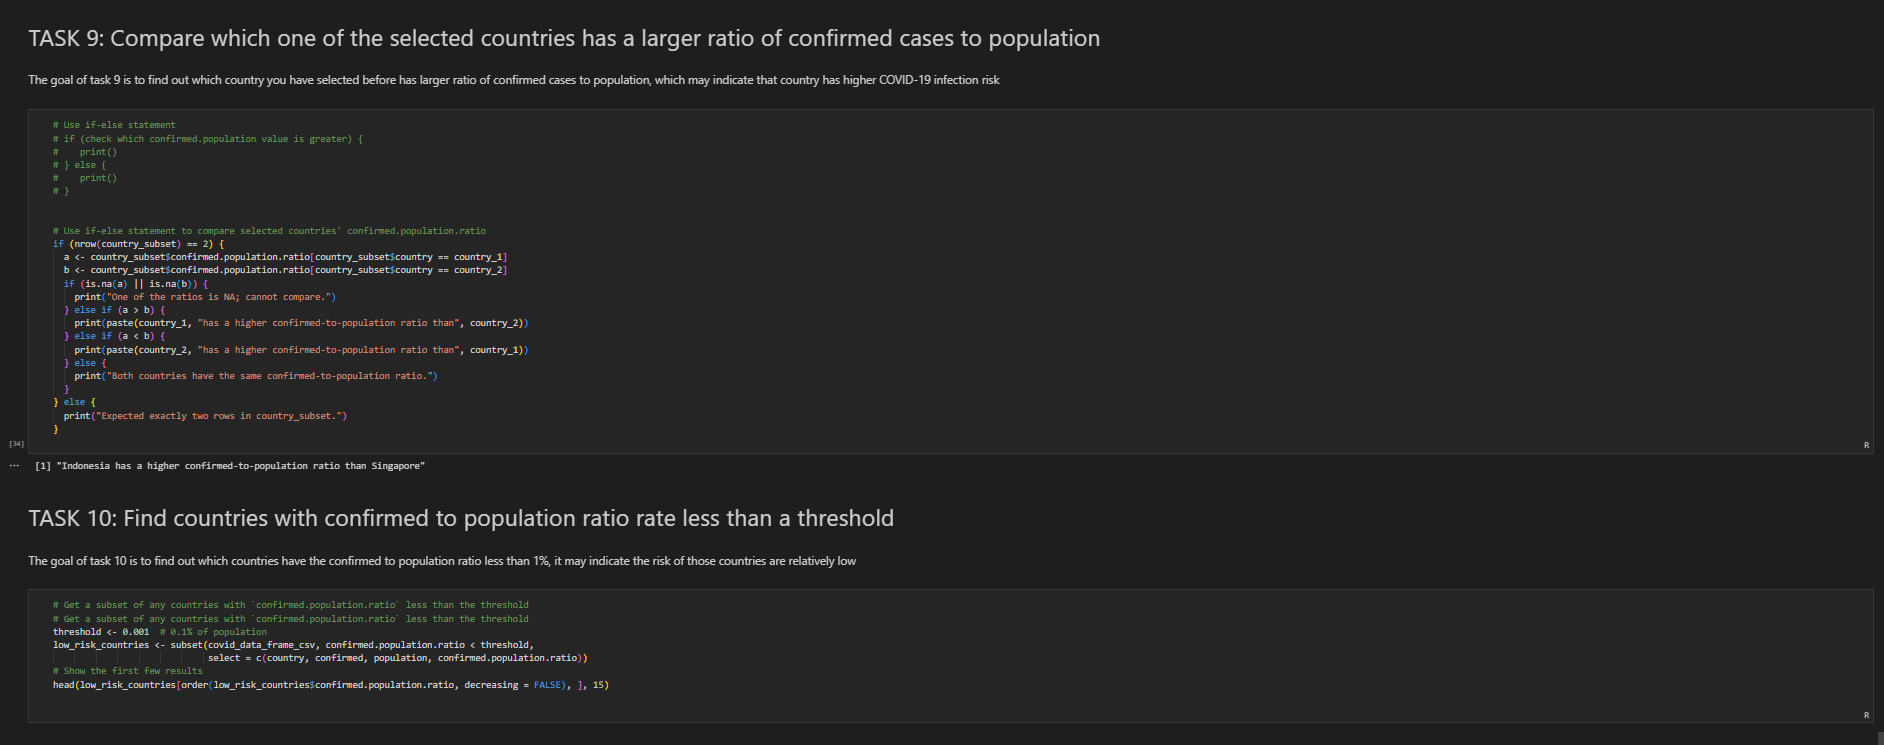 TASK 9: Compare which one of the selected countries has a larger ratio of confirmed cases to population
The goal of task 9 is to find out which country you have selected before has larger ratio of confirmed cases to population, which may indicate that country has higher COVID-19 infection risk
# Use if-else statement
# if (check which confirmed.population value is greater) {
#    print()
# } else {
#    print()
# }
# Use if-else statement to compare selected countries' confirmed.population.ratio
if (nrow(country_subset) == 2) {
  a <- country_subset$confirmed.population.ratio[country_subset$country == country_1]
  b <- country_subset$confirmed.population.ratio[country_subset$country == country_2]
  if (is.na(a) || is.na(b)) {
    print("One of the ratios is NA; cannot compare.")
  } else if (a > b) {
    print(paste(country_1, "has a higher confirmed-to-population ratio than", country_2))
  } else if (a < b) {
    print(paste(country_2, "has a higher confirmed-to-population ratio than", country_1))
  } else {
    print("Both countries have the same confirmed-to-population ratio.")
  }
} else {
  print("Expected exactly two rows in country_subset.")
}
[34]
R
... [1] "Indonesia has a higher confirmed-to-population ratio than Singapore"
TASK 10: Find countries with confirmed to population ratio rate less than a threshold
The goal of task 10 is to find out which countries have the confirmed to population ratio less than 1%, it may indicate the risk of those countries are relatively low
# Get a subset of any countries with `confirmed.population.ratio` less than the threshold
# Get a subset of any countries with `confirmed.population.ratio` less than the threshold
threshold <- 0.001  # 0.1% of population
low_risk_countries <- subset(covid_data_frame_csv, confirmed.population.ratio < threshold,
                             select = c(country, confirmed, population, confirmed.population.ratio))
# Show the first few results
head(low_risk_countries[order(low_risk_countries$confirmed.population.ratio, decreasing = FALSE), ], 15)
R